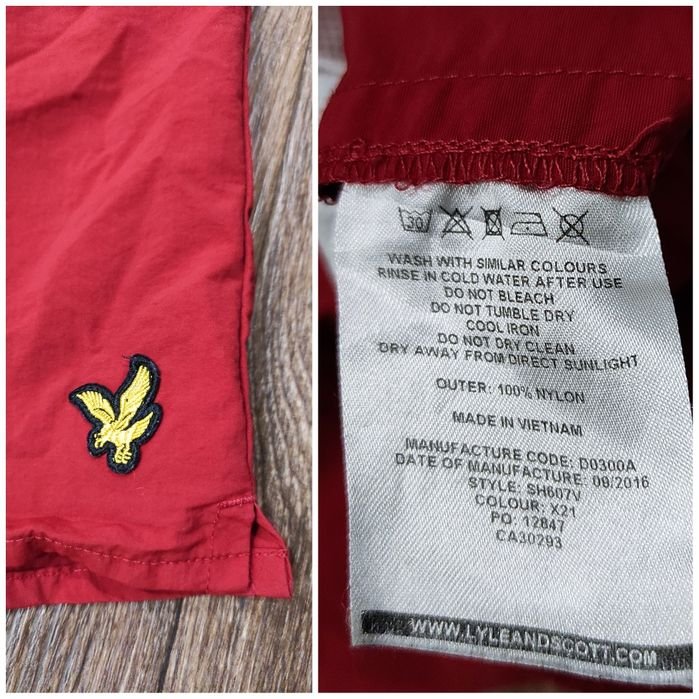 30
WASH WITH SIMILAR COLOURS
RINSE IN COLD WATER AFTER USE
DO NOT BLEACH
DO NOT TUMBLE DRY
COOL IRON
DO NOT DRY CLEAN
DRY AWAY FROM DIRECT SUNLIGHT
OUTER: 100% NYLON
MADE IN VIETNAM
MANUFACTURE CODE: D0300A
DATE OF MANUFACTURE: 09/2016
STYLE: SH607V
COLOUR: X21
PO: 12847
CA30293
WWW.LYLEANDSCOTT.COM